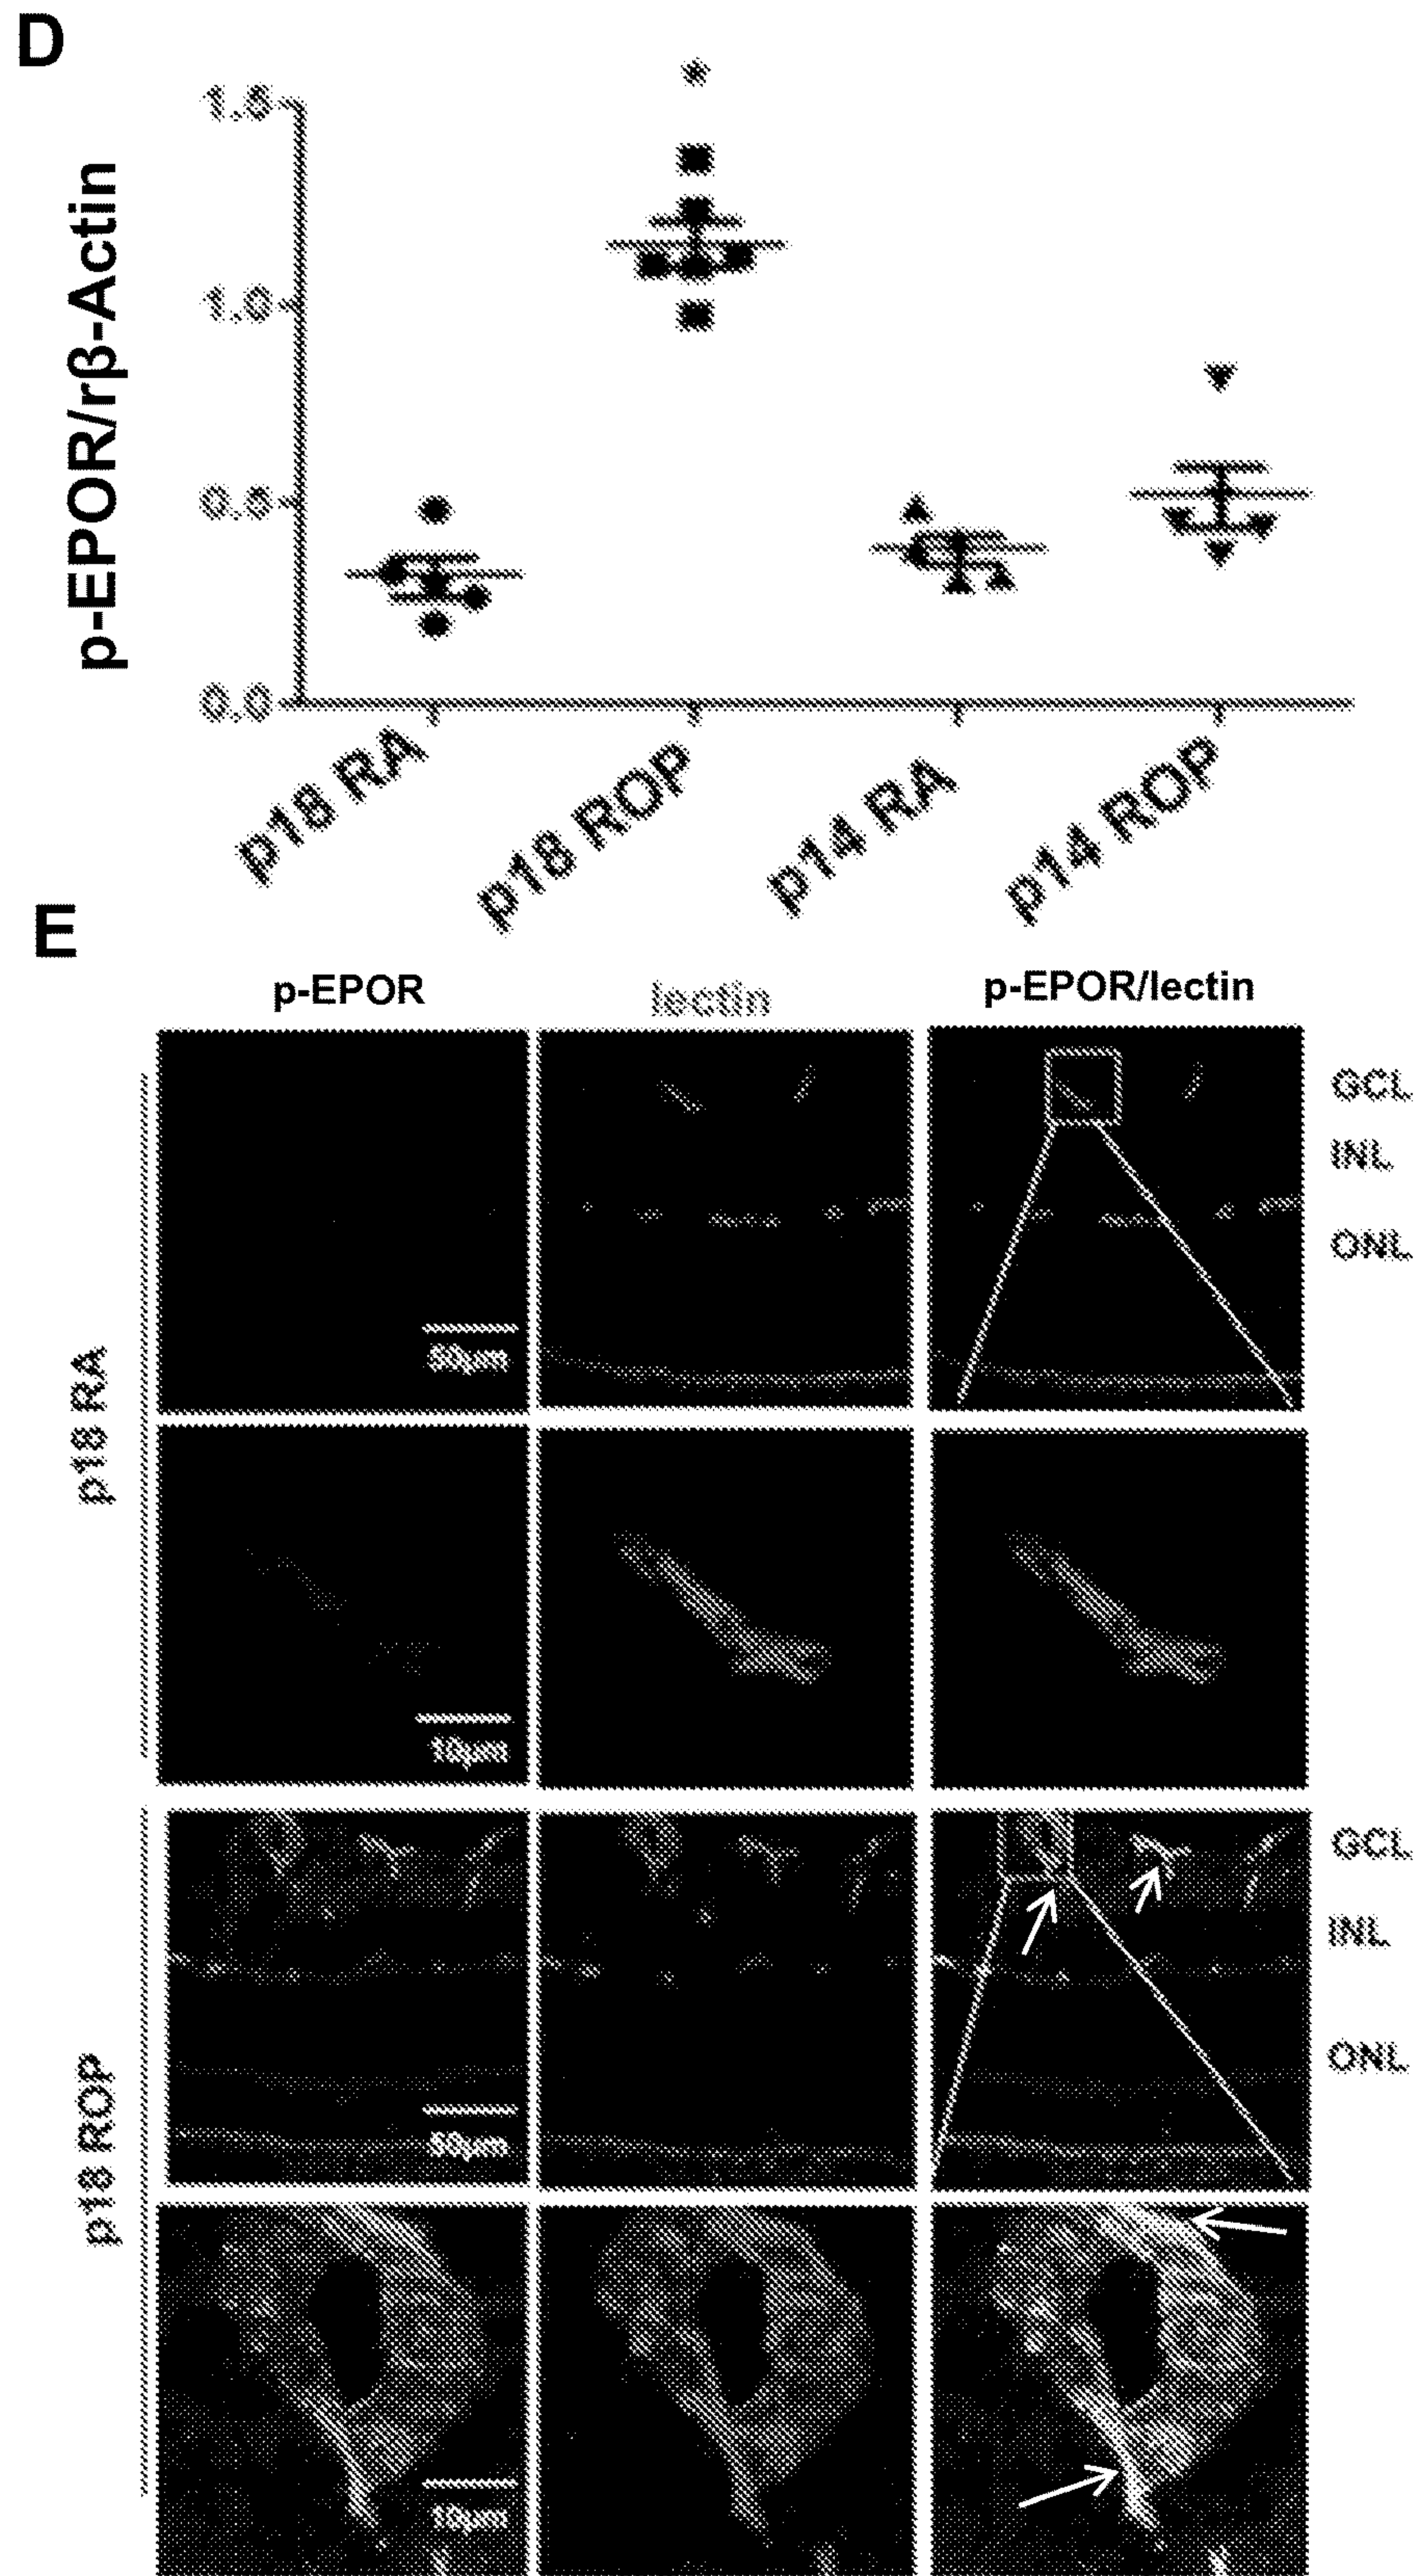 D
*
1.5
1.0
0.5
0.0
p-EPOR/rβ-Actin
p18 RA
p18 ROP
p14 RA
p14 ROP
E
p-EPOR
lectin
p-EPOR/lectin
p18 RA
GCL
INL
ONL
50µm
10µm
p18 ROP
GCL
INL
ONL
50µm
10µm